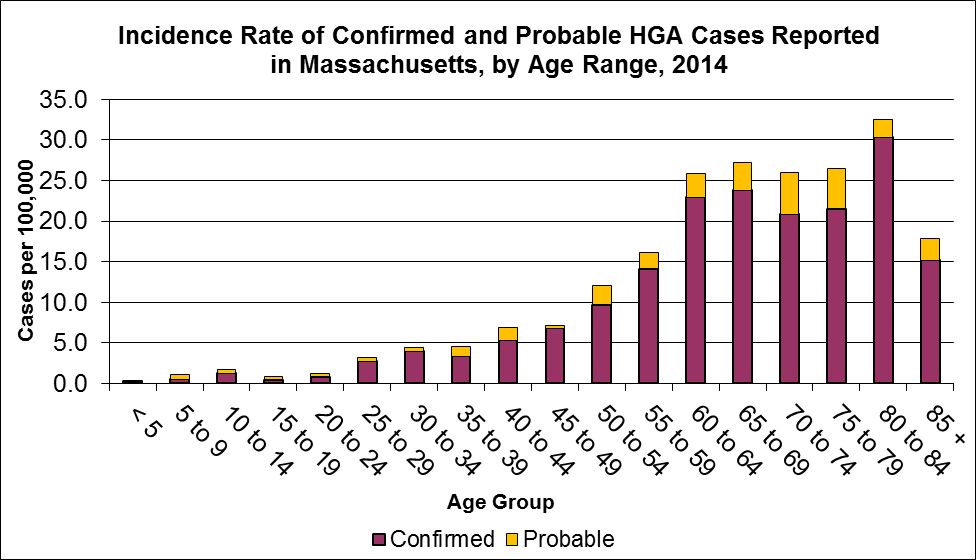 Incidence Rate of Confirmed and Probable HGA Cases Reported
in Massachusetts, by Age Range, 2014
35.0
30.0
25.0
20.0
15.0
10.0
5.0
0.0
Cases per 100,000
< 5
5 to 9
10 to 14
15 to 19
20 to 24
25 to 29
30 to 34
35 to 39
40 to 44
45 to 49
50 to 54
55 to 59
60 to 64
65 to 69
70 to 74
75 to 79
80 to 84
85 +
Age Group
Confirmed Probable